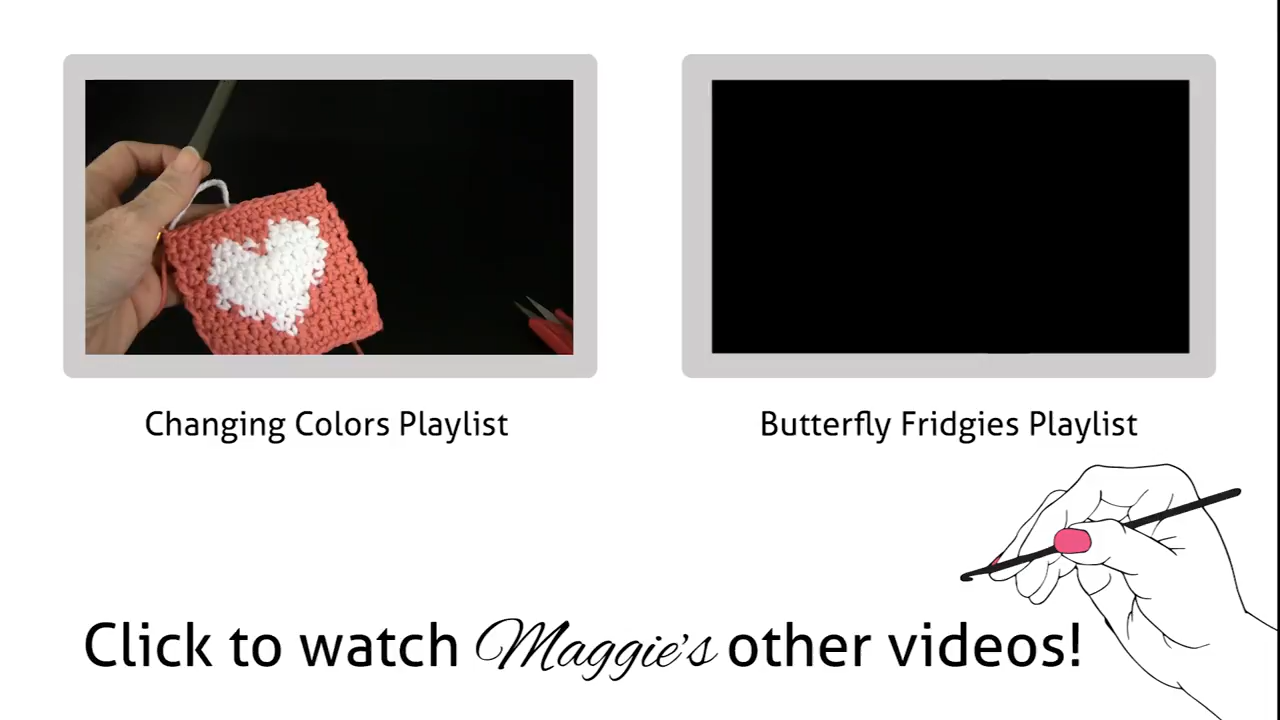 Changing Colors Playlist
Butterfly Fridgies Playlist
Click to watch Maggie's other videos!